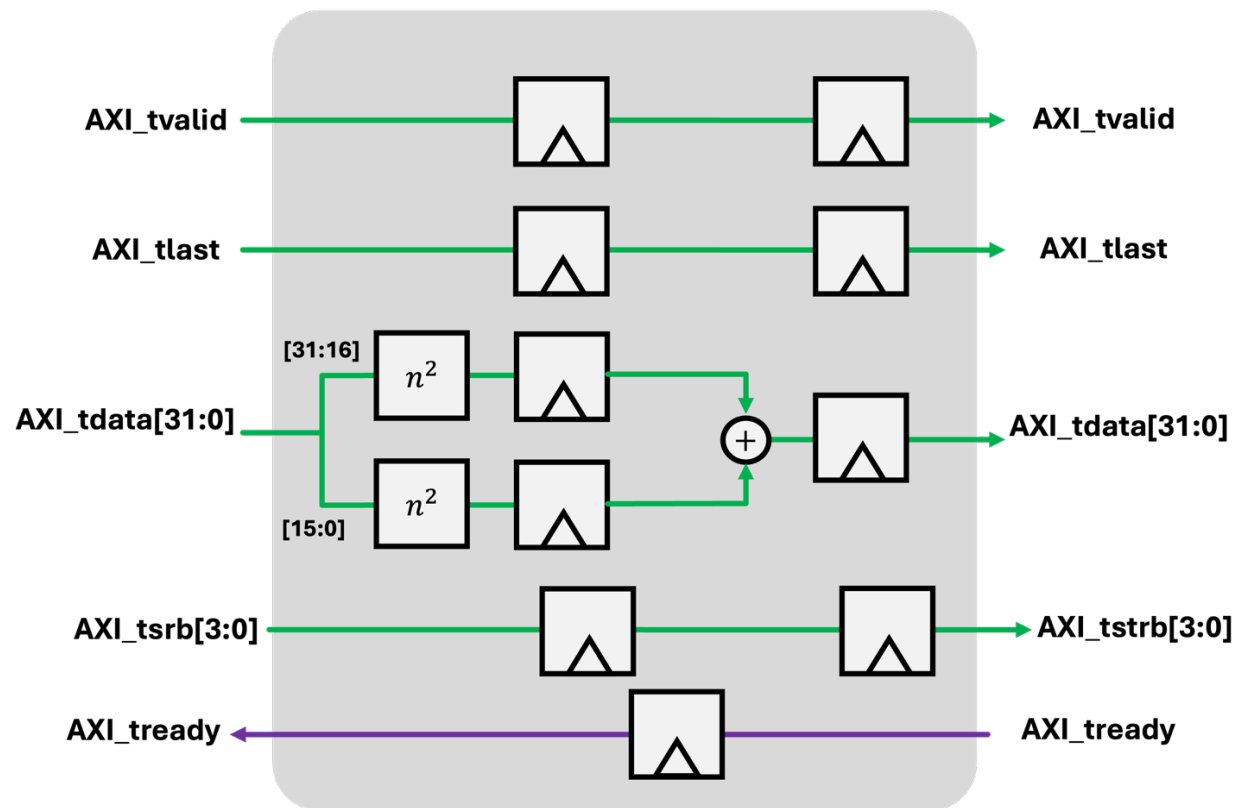 AXI_tvalid
AXI_tvalid
AXI_tlast
AXI_tlast
[31:16]
n²
AXI_tdata[31:0]
+
AXI_tdata[31:0]
n²
[15:0]
AXI_tsrb[3:0]
AXI_tstrb[3:0]
AXI_tready
AXI_tready